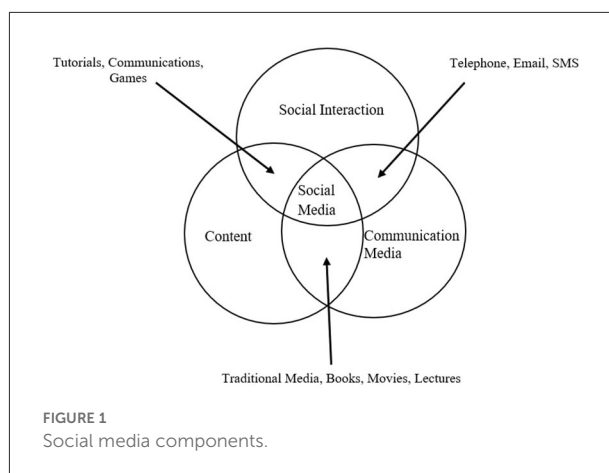 Tutorials, Communications,
Games
Telephone, Email, SMS
Social Interaction
Social
Media
Content
Communication
Media
Traditional Media, Books, Movies, Lectures
FIGURE 1
Social media components.